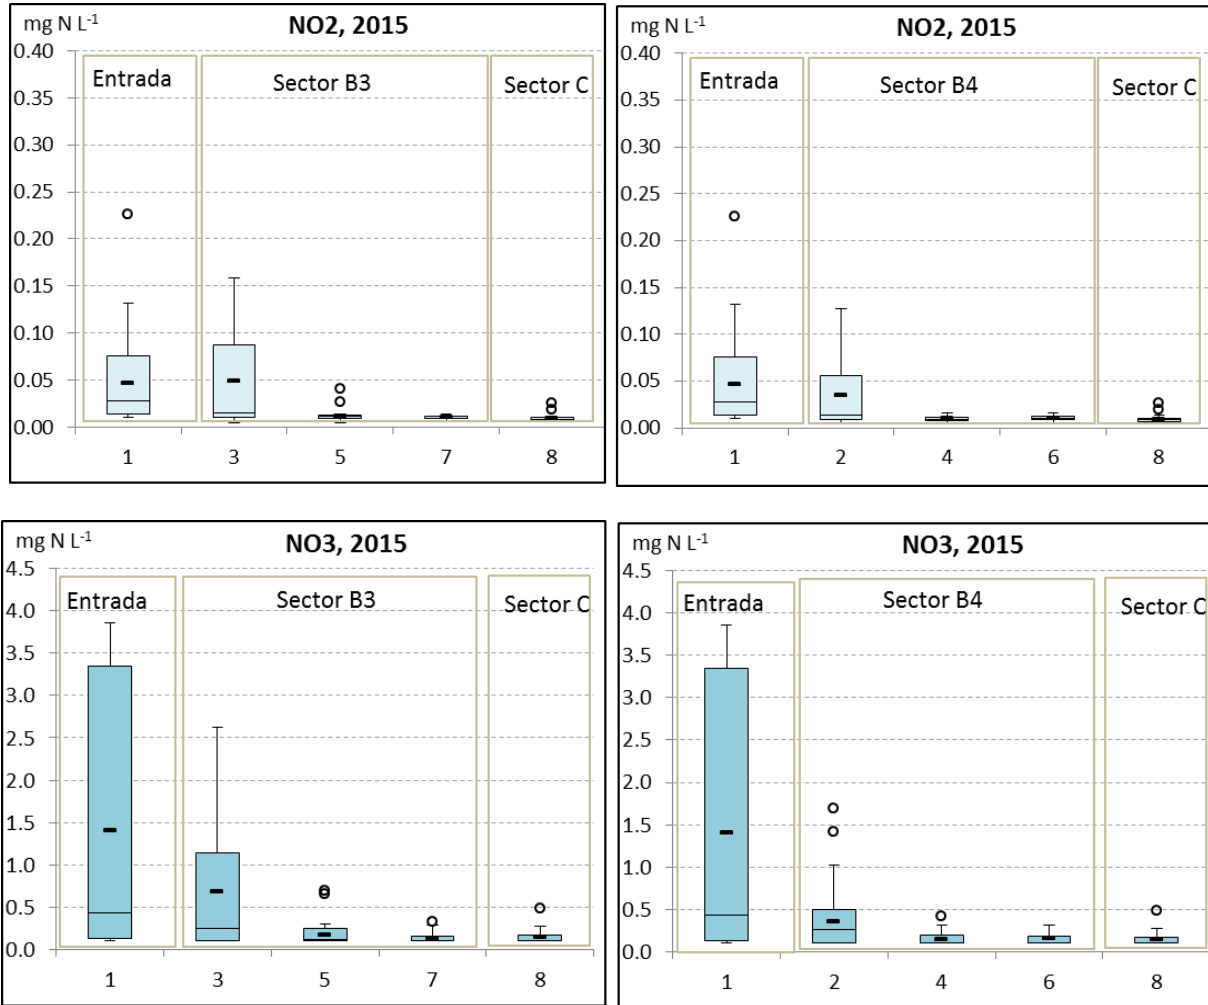 mg N L-1
NO2, 2015
0.40
0.35
0.30
0.25
0.20
0.15
0.10
0.05
0.00
Entrada
Sector B3
Sector C
1 3 5 7 8
mg N L-1
NO2, 2015
0.40
0.35
0.30
0.25
0.20
0.15
0.10
0.05
0.00
Entrada
Sector B4
Sector C
1 2 4 6 8
mg N L-1
NO3, 2015
4.5
4.0
3.5
3.0
2.5
2.0
1.5
1.0
0.5
0.0
Entrada
Sector B3
Sector C
1 3 5 7 8
mg N L-1
NO3, 2015
4.5
4.0
3.5
3.0
2.5
2.0
1.5
1.0
0.5
0.0
Entrada
Sector B4
Sector C
1 2 4 6 8